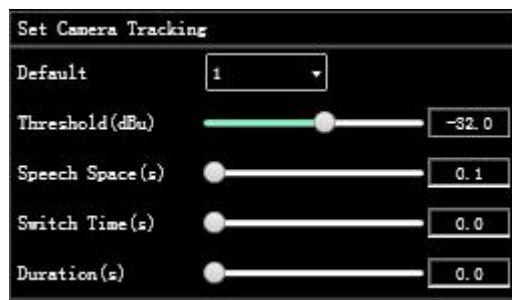 Set Camera Tracking
Default 1
Threshold(dBu) -32.0
Speech Space(s) 0.1
Switch Time(s) 0.0
Duration(s) 0.0